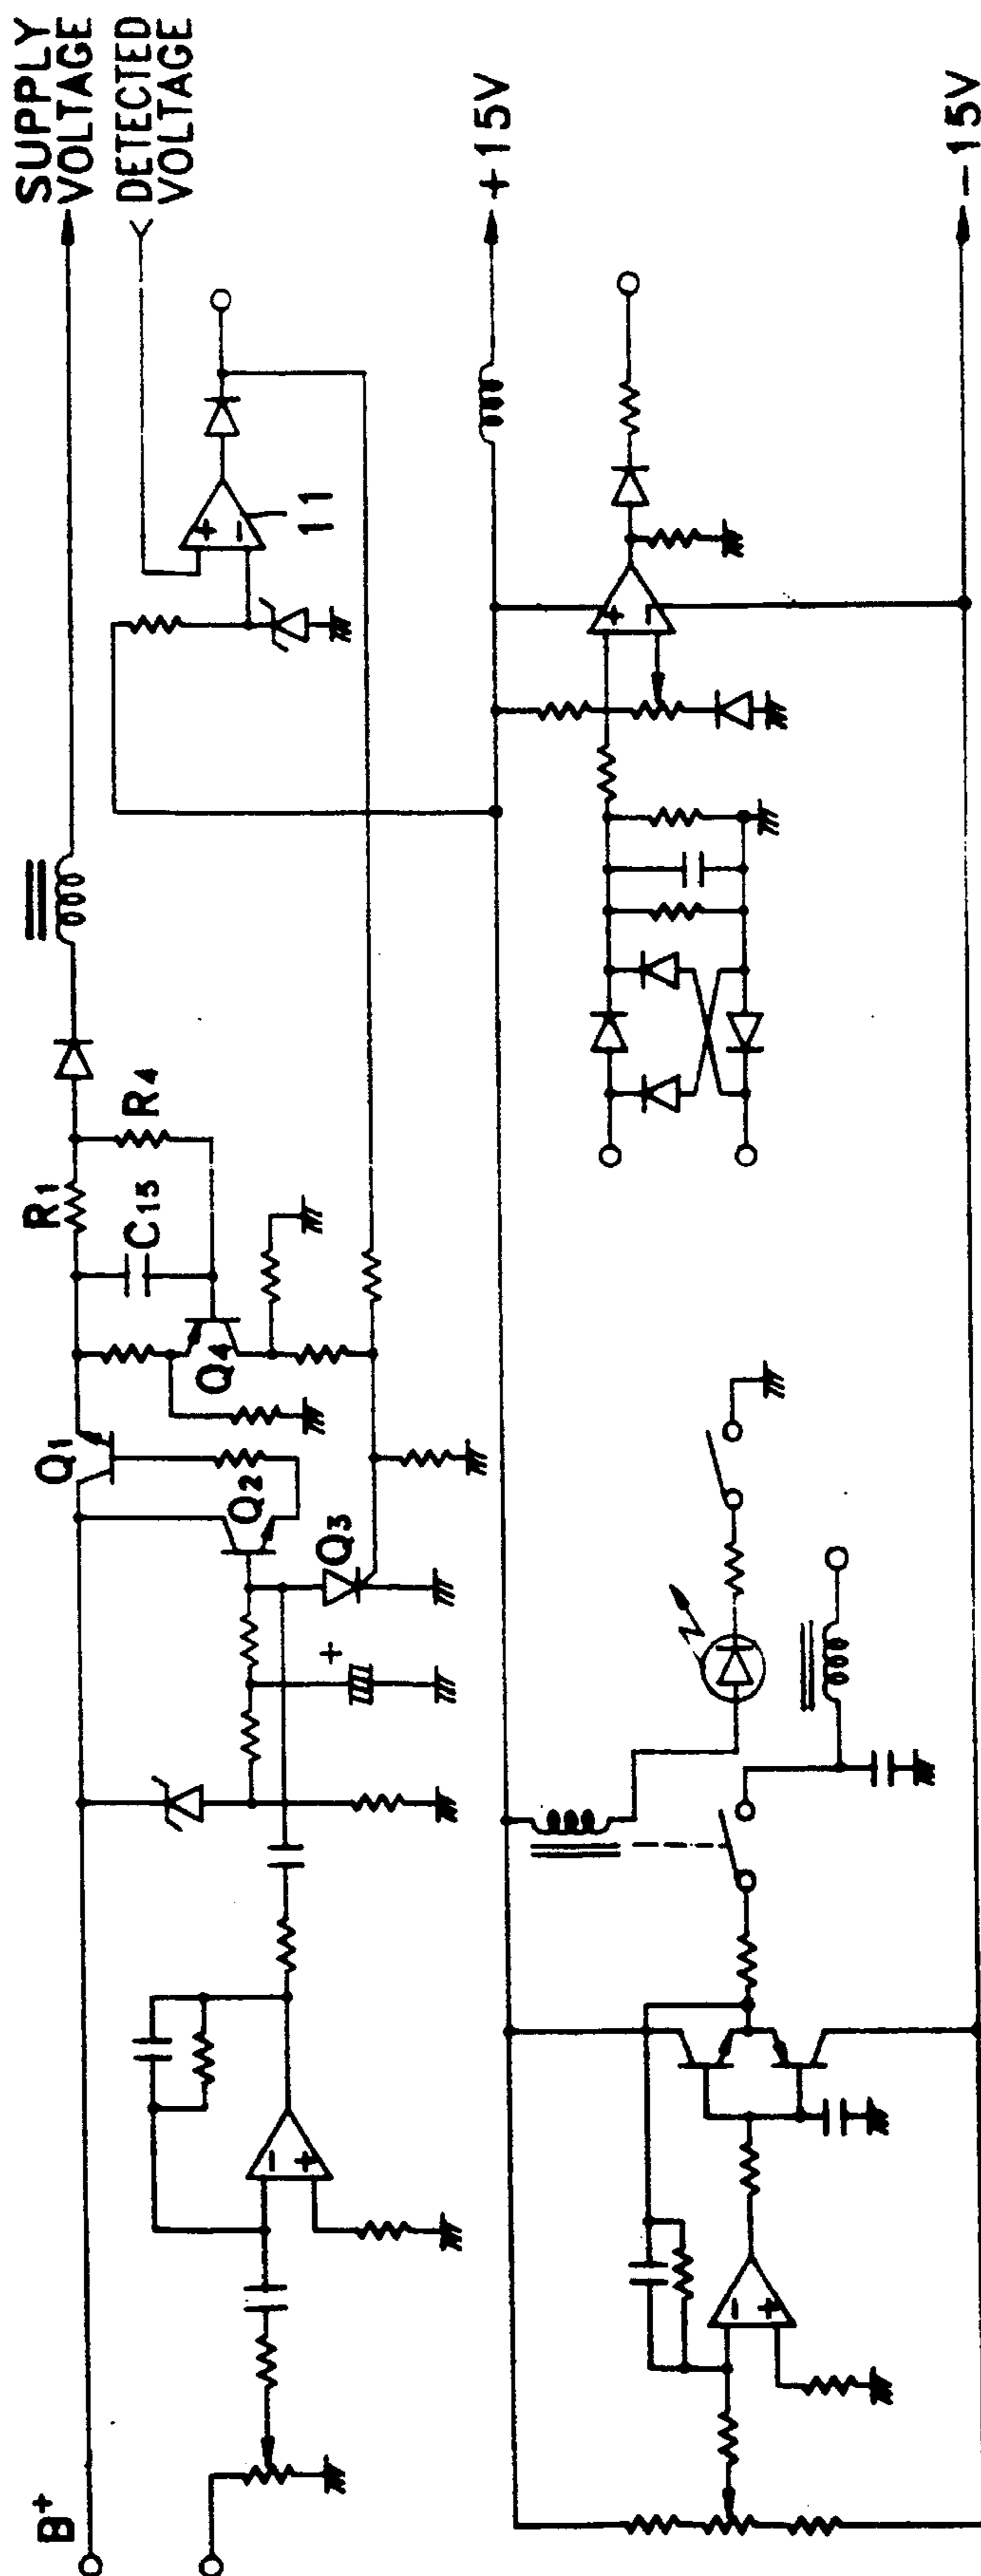 SUPPLY
VOLTAGE
DETECTED
VOLTAGE
+15V
-15V
11
R4
R1
C15
Q4
Q1
Q2
Q3
+
B+
+
-
+
-
-
+
-
+